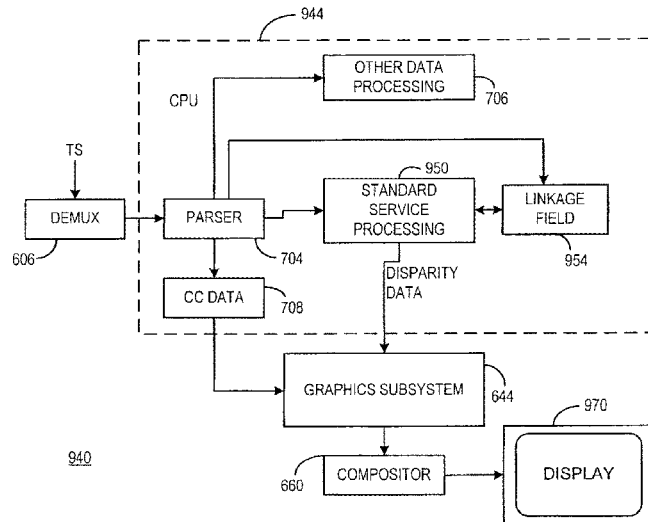 944
OTHER DATA
PROCESSING
706
CPU
TS
950
DEMUX
606
PARSER
704
STANDARD
SERVICE
PROCESSING
LINKAGE
FIELD
954
CC DATA
708
DISPARITY
DATA
GRAPHICS SUBSYSTEM
644
970
940
660
COMPOSITOR
DISPLAY